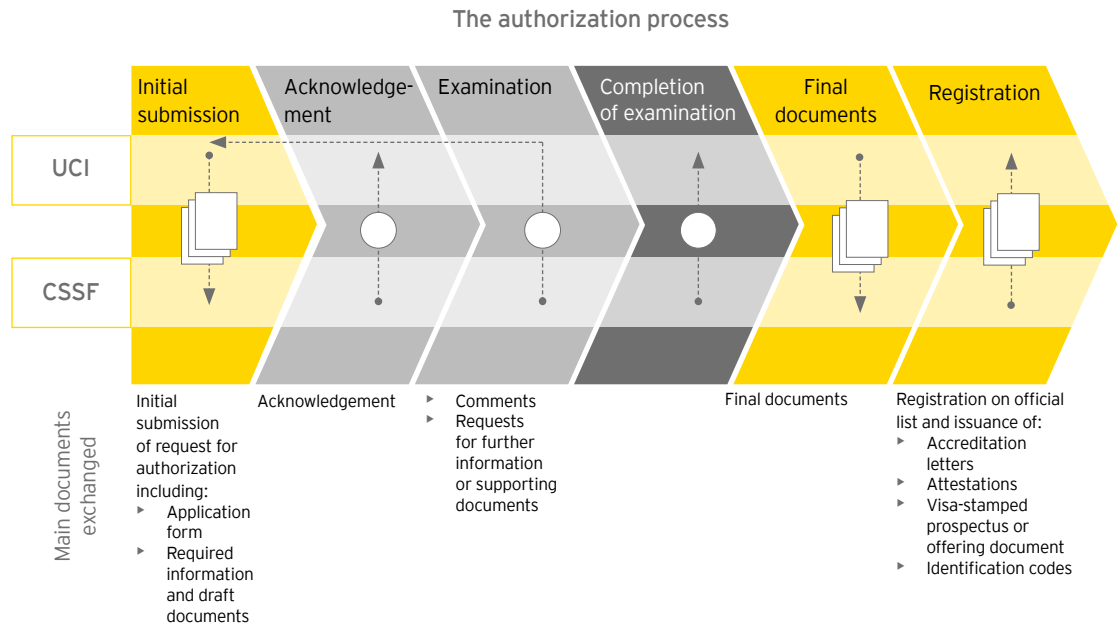 The authorization process
Initial
submission
Acknowledge-
ment
Examination
Completion
of examination
Final
documents
Registration
UCI
CSSF
Main documents
exchanged
Initial
submission
of request for
authorization
including:
▸ Application
form
▸ Required
information
and draft
documents
Acknowledgement
▸ Comments
▸ Requests
for further
information
or supporting
documents
Final documents
Registration on official
list and issuance of:
▸ Accreditation
letters
▸ Attestations
▸ Visa-stamped
prospectus or
offering document
▸ Identification codes